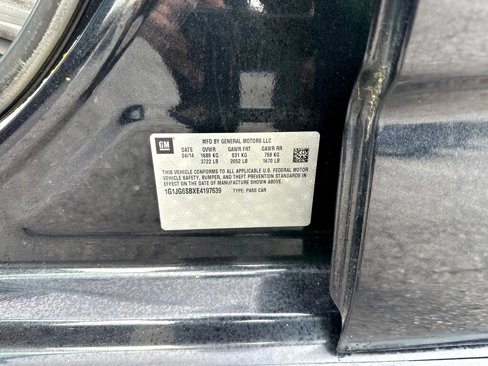 GM
MFD BY GENERAL MOTORS LLC
DATE GVWR GAWR FRT GAWR RR
04/14 1689 KG 931 KG 758 KG
3722 LB 2052 LB 1670 LB
THIS VEHICLE CONFORMS TO ALL APPLICABLE U.S. FEDERAL MOTOR
VEHICLE SAFETY, BUMPER, AND THEFT PREVENTION STANDARDS IN
EFFECT ON THE DATE OF MANUFACTURE SHOWN ABOVE.
1G1JG6SBXE4197639 TYPE: PASS CAR